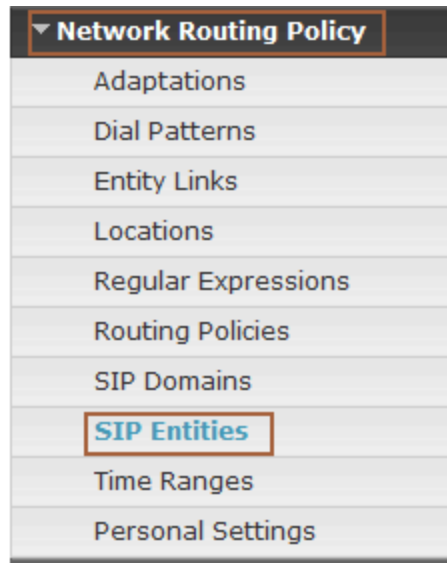 Network Routing Policy
Adaptations
Dial Patterns
Entity Links
Locations
Regular Expressions
Routing Policies
SIP Domains
SIP Entities
Time Ranges
Personal Settings